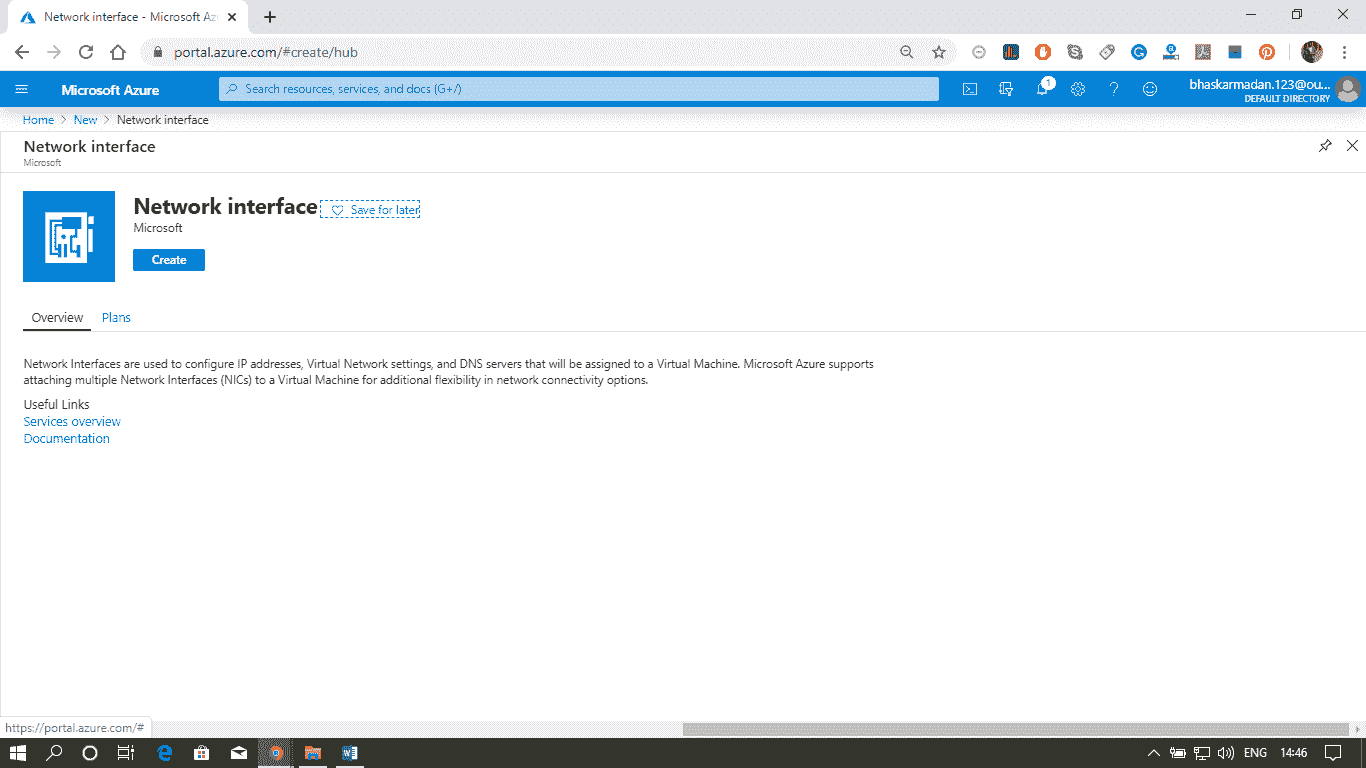 Network interface - Microsoft Az
portal.azure.com/#create/hub
Microsoft Azure
Search resources, services, and docs (G+/)
1
bhaskarmadan.123@ou...
DEFAULT DIRECTORY
Home > New > Network interface
Network interface
Microsoft
Network interface
Save for later
Microsoft
Create
Overview
Plans
Network Interfaces are used to configure IP addresses, Virtual Network settings, and DNS servers that will be assigned to a Virtual Machine. Microsoft Azure supports
attaching multiple Network Interfaces (NICs) to a Virtual Machine for additional flexibility in network connectivity options.
Useful Links
Services overview
Documentation
https://portal.azure.com/#
ENG
14:46